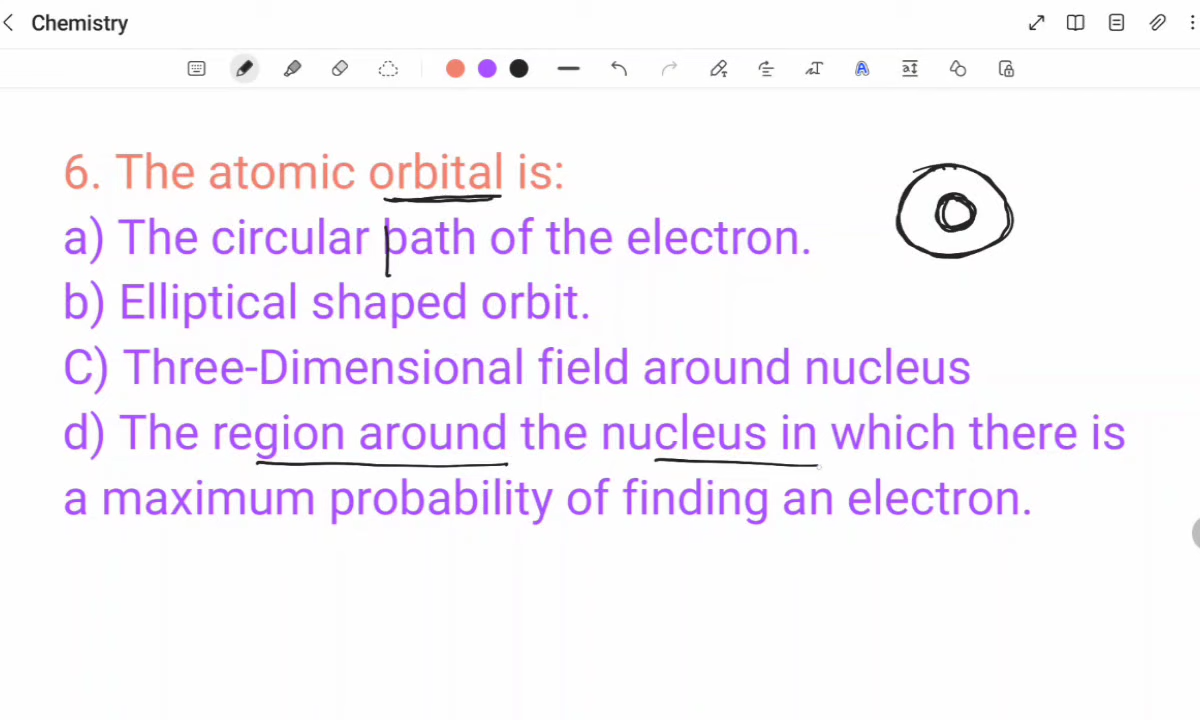 Chemistry
6. The atomic orbital is:
a) The circular path of the electron.
b) Elliptical shaped orbit.
C) Three-Dimensional field around nucleus
d) The region around the nucleus in which there is
a maximum probability of finding an electron.